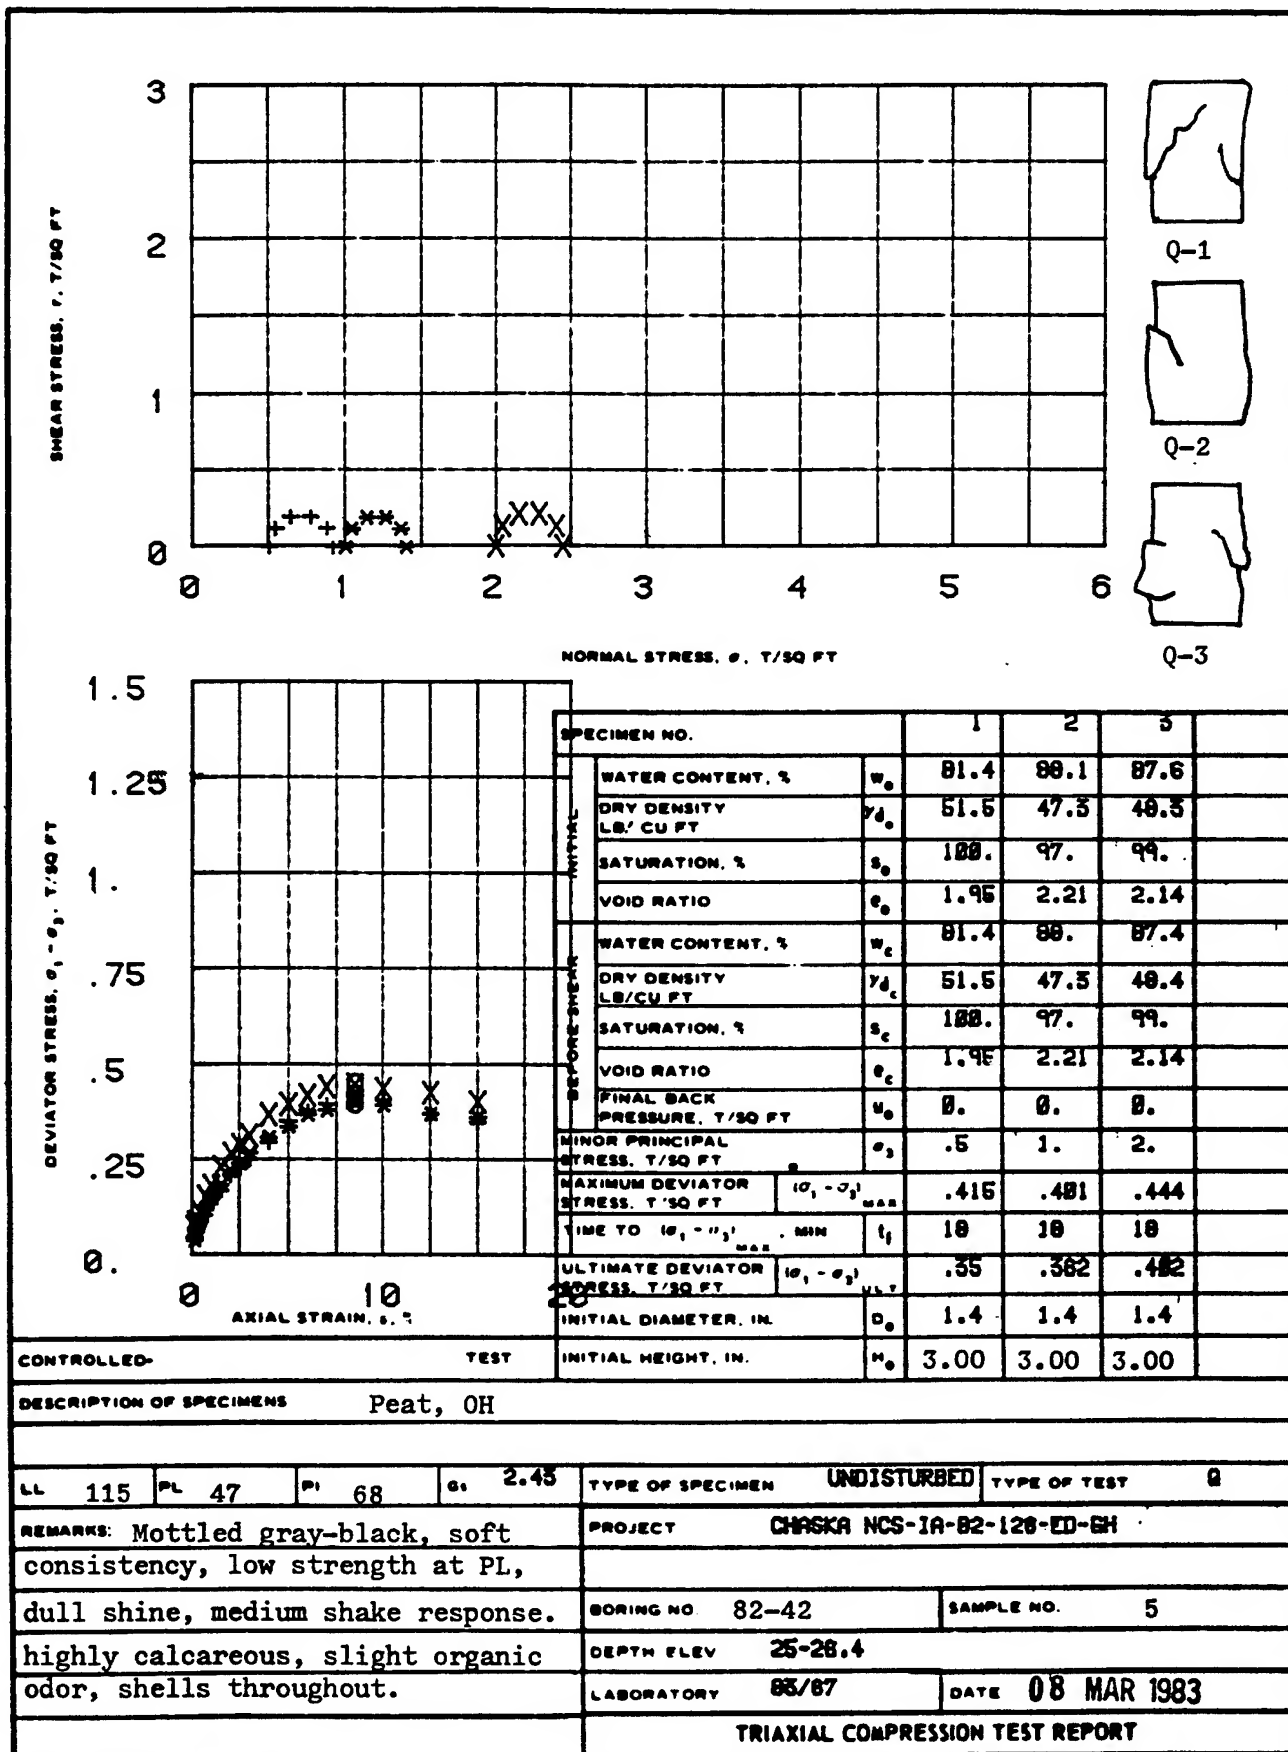 3
2
1
0
SHEAR STRESS, τ, T/SQ FT
0 1 2 3 4 5 6
NORMAL STRESS, σ, T/SQ FT
Q-1
Q-2
Q-3
1.5
1.25
1.
.75
.5
.25
0.
DEVIATOR STRESS, σ₁ - σ₃, T/SQ FT
0 10 20
AXIAL STRAIN, ε, %
SPECIMEN NO. 1 2 3
INITIAL
WATER CONTENT, % w₀ 81.4 88.1 87.6
DRY DENSITY LB/ CU FT γd₀ 51.5 47.3 48.3
SATURATION, % S₀ 100. 97. 99.
VOID RATIO e₀ 1.95 2.21 2.14
BEFORE SHEAR
WATER CONTENT, % wc 81.4 88. 87.4
DRY DENSITY LB/CU FT γdc 51.5 47.3 48.4
SATURATION, % Sc 100. 97. 99.
VOID RATIO ec 1.95 2.21 2.14
FINAL BACK PRESSURE, T/SQ FT u₀ 0. 0. 0.
MINOR PRINCIPAL STRESS, T/SQ FT σ₃ .5 1. 2.
MAXIMUM DEVIATOR STRESS, T/SQ FT (σ₁ - σ₃) MAX .415 .401 .444
TIME TO (σ₁ - σ₃) MAX, MIN tf 18 18 18
ULTIMATE DEVIATOR STRESS, T/SQ FT (σ₁ - σ₃) ULT .35 .362
INITIAL DIAMETER, IN. D₀ 1.4 1.4 1.4
INITIAL HEIGHT, IN. H₀ 3.00 3.00 3.00
CONTROLLED- TEST
DESCRIPTION OF SPECIMENS Peat, OH
LL 115 PL 47 PI 68 Gs 2.43
TYPE OF SPECIMEN UNDISTURBED TYPE OF TEST Q
REMARKS: Mottled gray-black, soft
consistency, low strength at PL,
dull shine, medium shake response.
highly calcareous, slight organic
odor, shells throughout.
PROJECT CHASKA NCS-IA-82-128-ED-GH
BORING NO. 82-42 SAMPLE NO. 5
DEPTH ELEV 25-26.4
LABORATORY 83/67 DATE 08 MAR 1983
TRIAXIAL COMPRESSION TEST REPORT